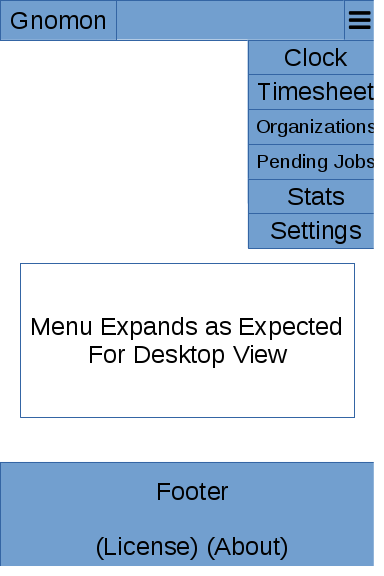 Gnomon
Clock
Timesheet
Organizations
Pending Jobs
Stats
Settings
Menu Expands as Expected
For Desktop View
Footer
(License) (About)